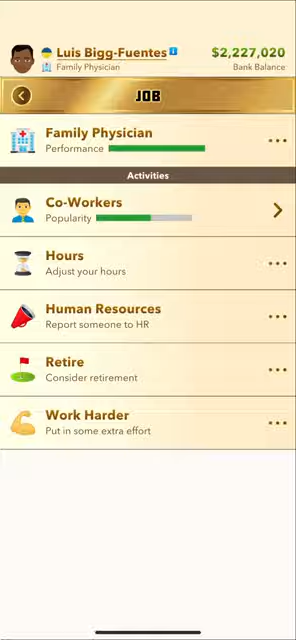 Luis Bigg-Fuentes i
$2,227,020
Family Physician
Bank Balance
JOB
Family Physician
Performance
Activities
Co-Workers
Popularity
Hours
Adjust your hours
Human Resources
Report someone to HR
Retire
Consider retirement
Work Harder
Put in some extra effort